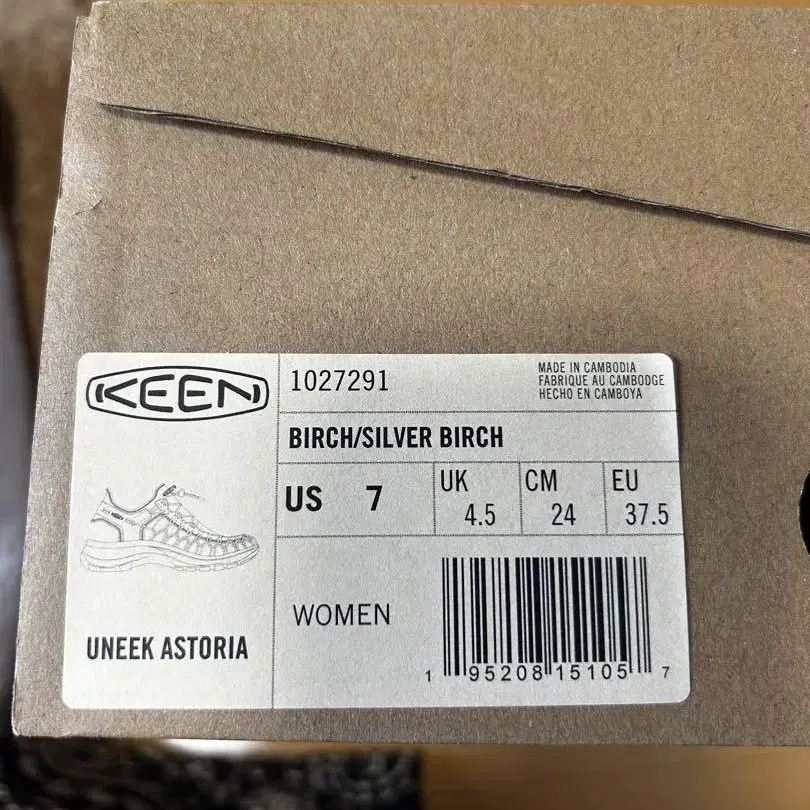 KEEN
1027291
MADE IN CAMBODIA
FABRIQUE AU CAMBODGE
HECHO EN CAMBOYA
BIRCH/SILVER BIRCH
US 7
UK 4.5
CM 24
EU 37.5
KEEN
UNEEK ASTORIA
WOMEN
1 95208 15105 7